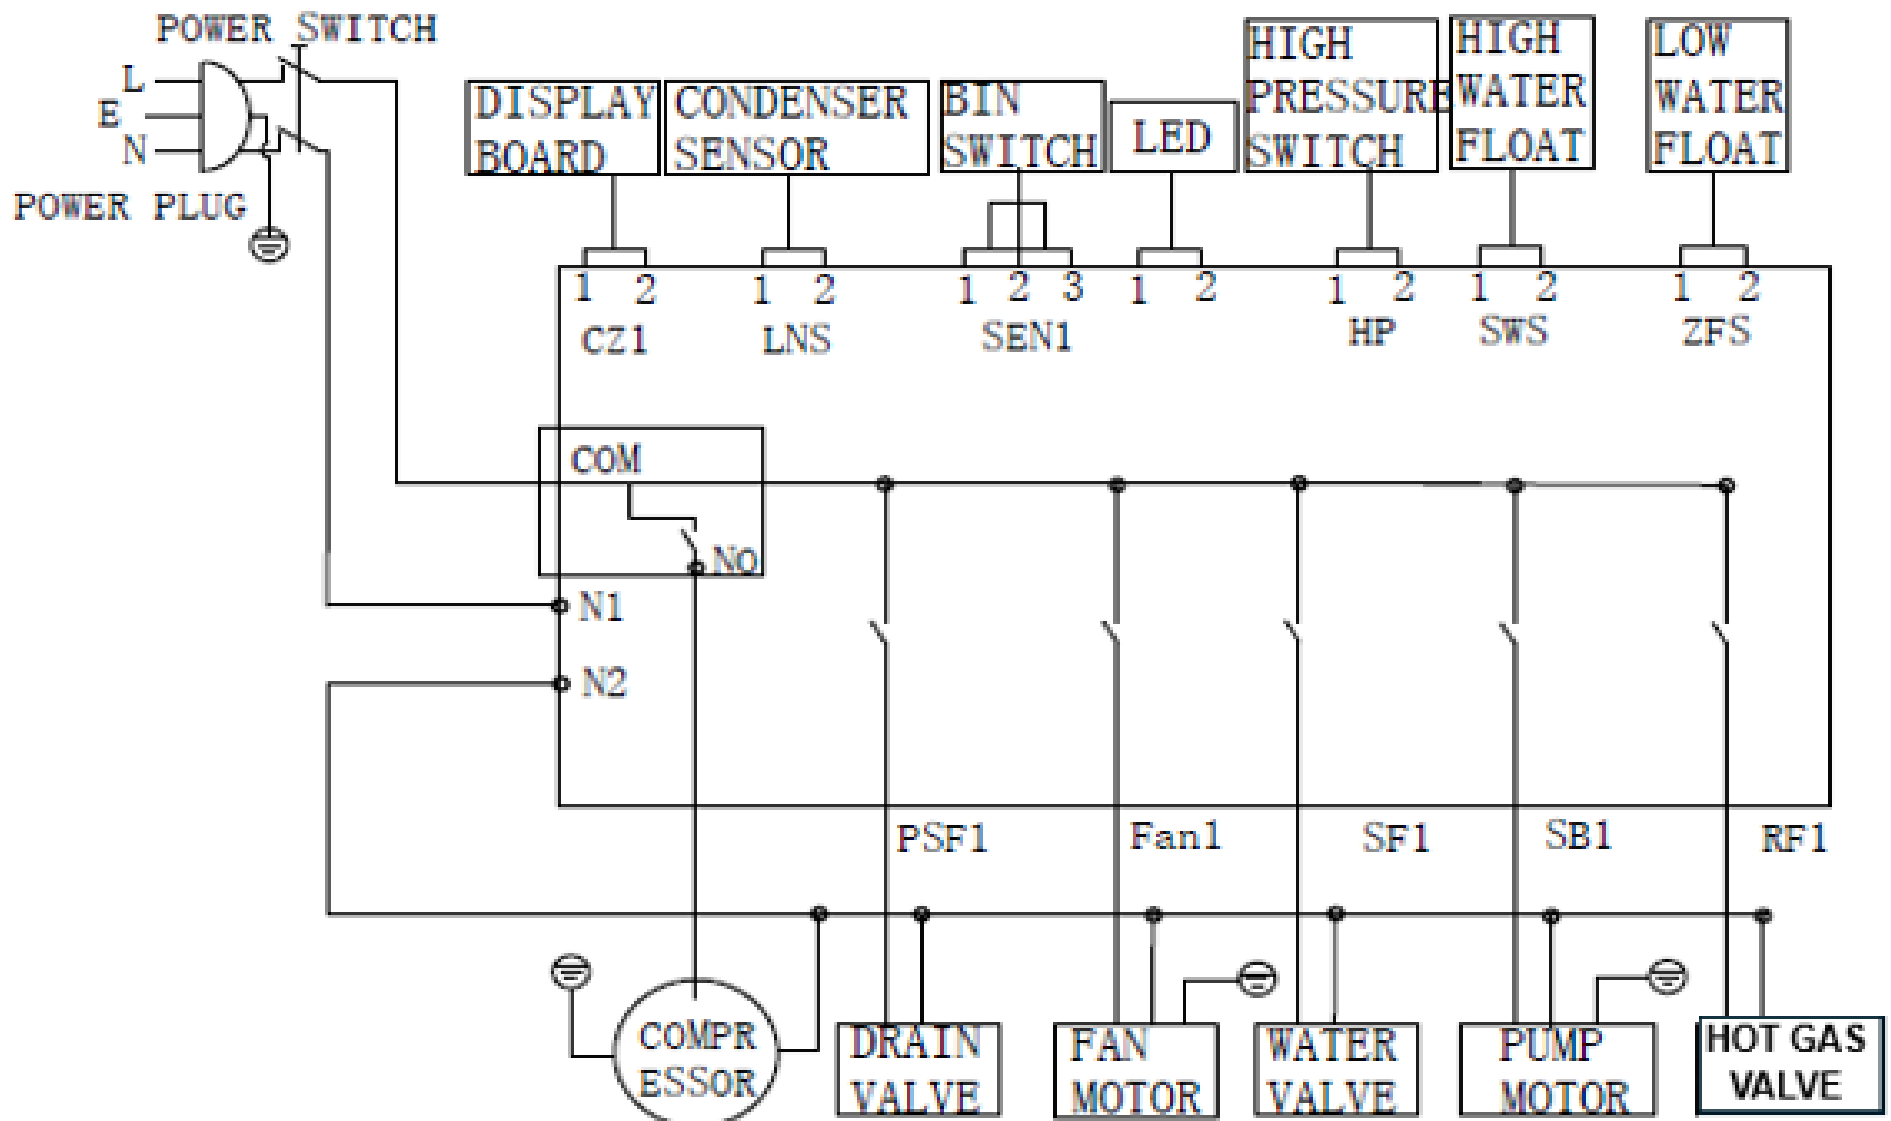 POWER SWITCH
L
E
N
POWER PLUG
DISPLAY
BOARD
CONDENSER
SENSOR
BIN
SWITCH
LED
HIGH
PRESSURE
SWITCH
HIGH
WATER
FLOAT
LOW
WATER
FLOAT
1 2
CZ1
1 2
LNS
1 2 3
SEN1
1 2
1 2
HP
1 2
SWS
1 2
ZFS
COM
NO
N1
N2
PSF1
Fan1
SF1
SB1
RF1
COMPR
ESSOR
DRAIN
VALVE
FAN
MOTOR
WATER
VALVE
PUMP
MOTOR
HOT GAS
VALVE